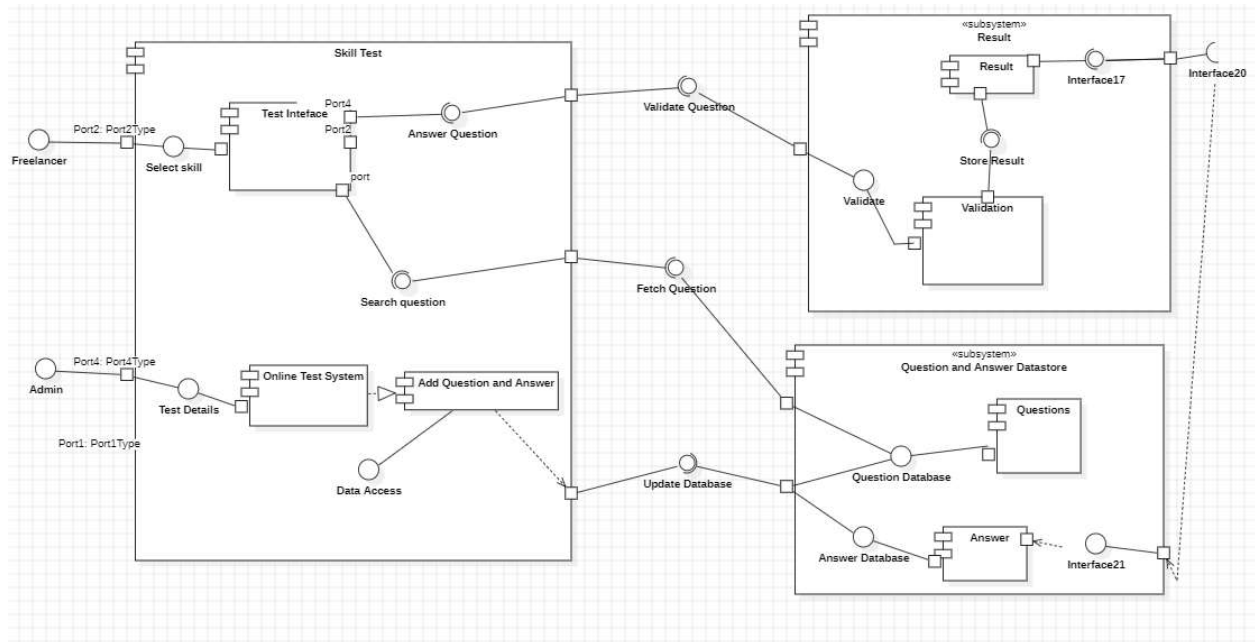 Skill Test
Port2: Port2Type
Freelancer
Select skill
Test Inteface
Port4
Port2
port
Answer Question
Search question
Port4: Port4Type
Admin
Test Details
Online Test System
Add Question and Answer
Port1: Port1Type
Data Access
Validate Question
Fetch Question
Update Database
«subsystem»
Result
Result
Interface17
Interface20
Store Result
Validate
Validation
«subsystem»
Question and Answer Datastore
Questions
Question Database
Answer
Answer Database
Interface21